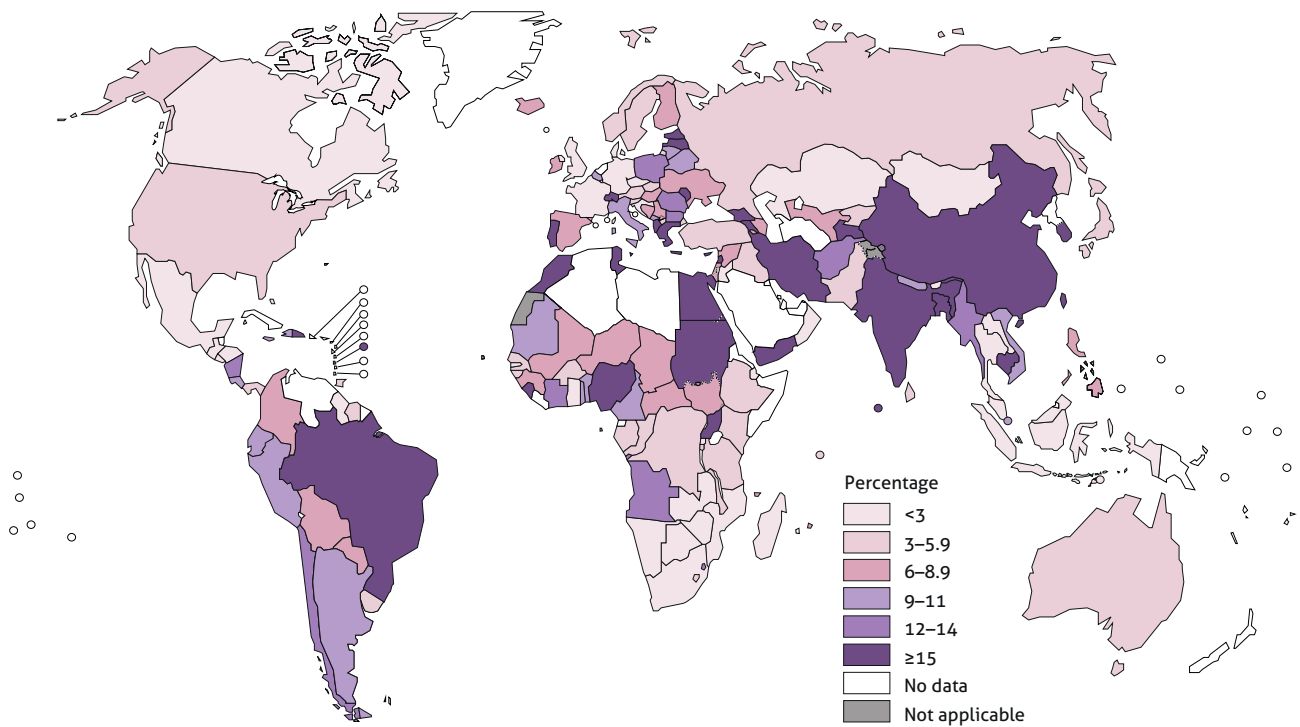 Percentage
<3
3–5.9
6–8.9
9–11
12–14
≥15
No data
Not applicable